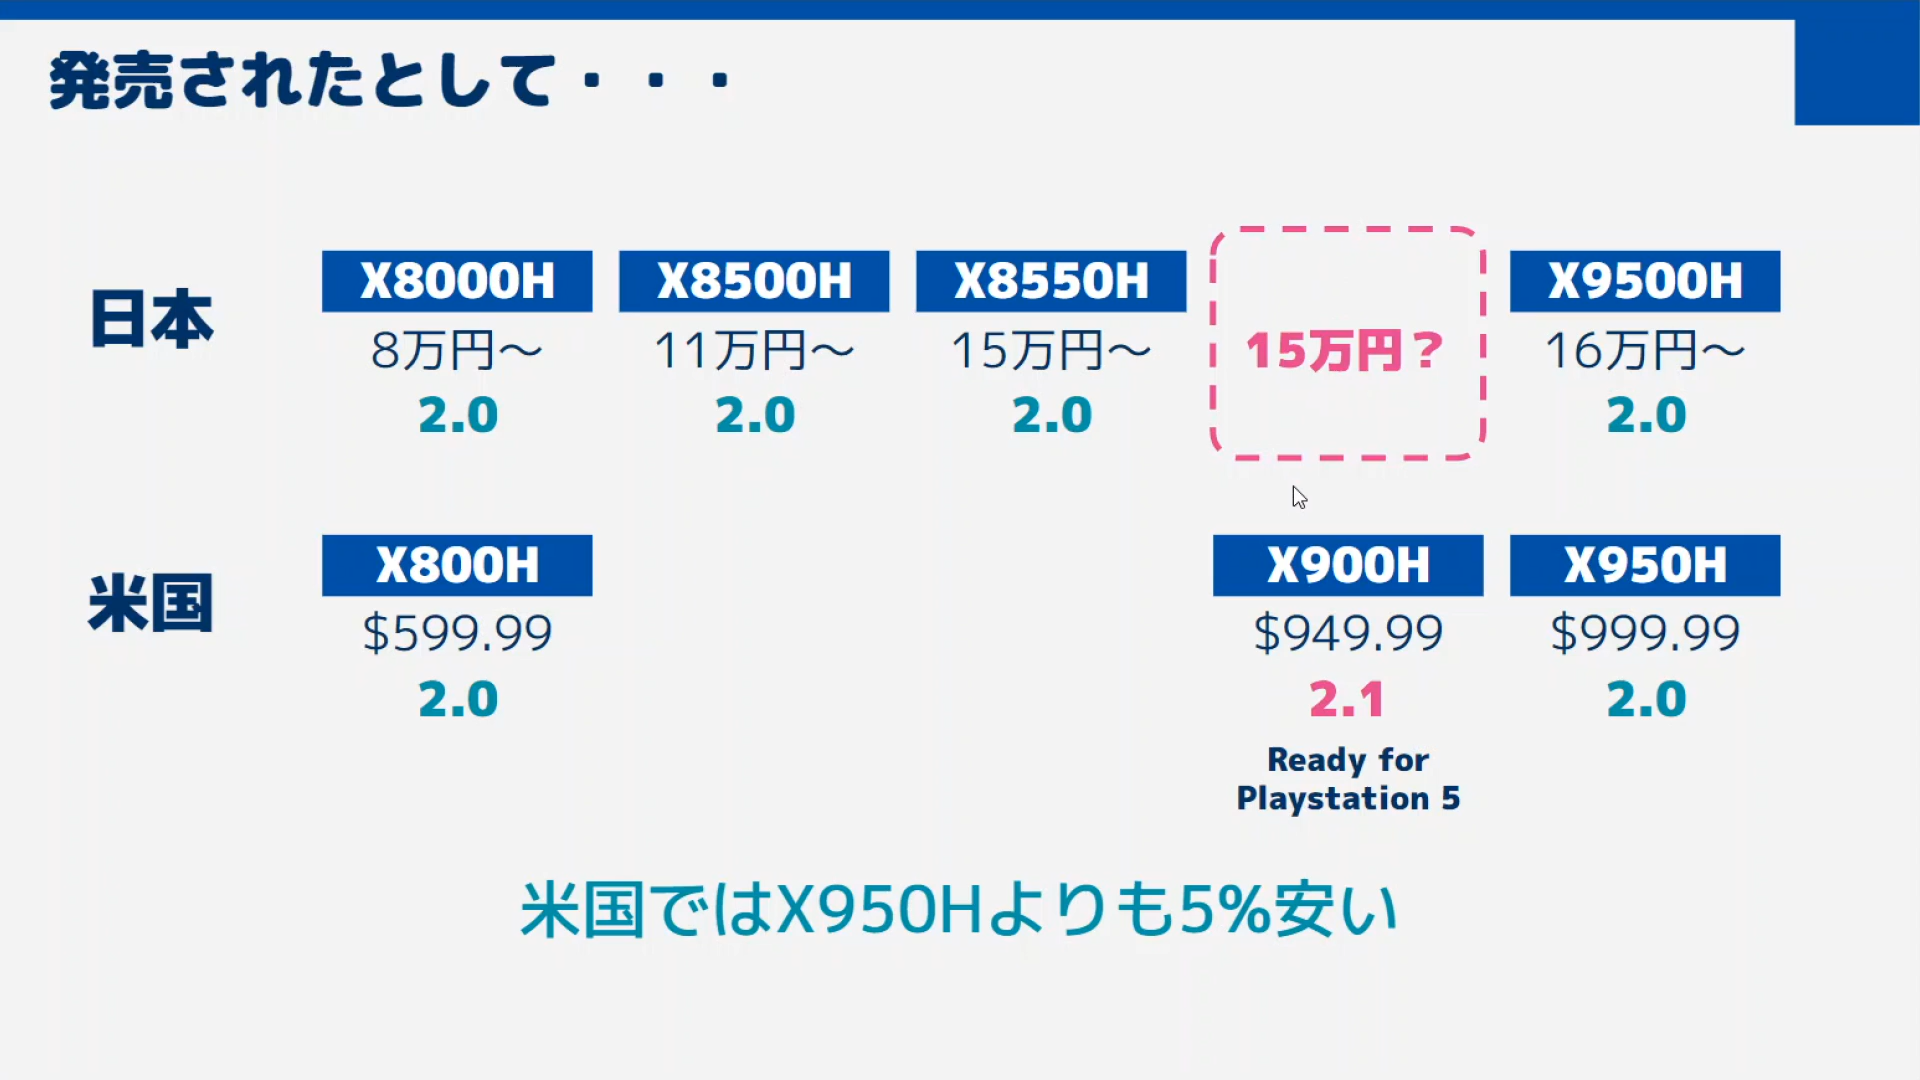 発売されたとして・・・
日本
X8000H
8万円～
2.0
X8500H
11万円～
2.0
X8550H
15万円～
2.0
15万円？
X9500H
16万円～
2.0
米国
X800H
$599.99
2.0
X900H
$949.99
2.1
Ready for
Playstation 5
X950H
$999.99
2.0
米国ではX950Hよりも5%安い